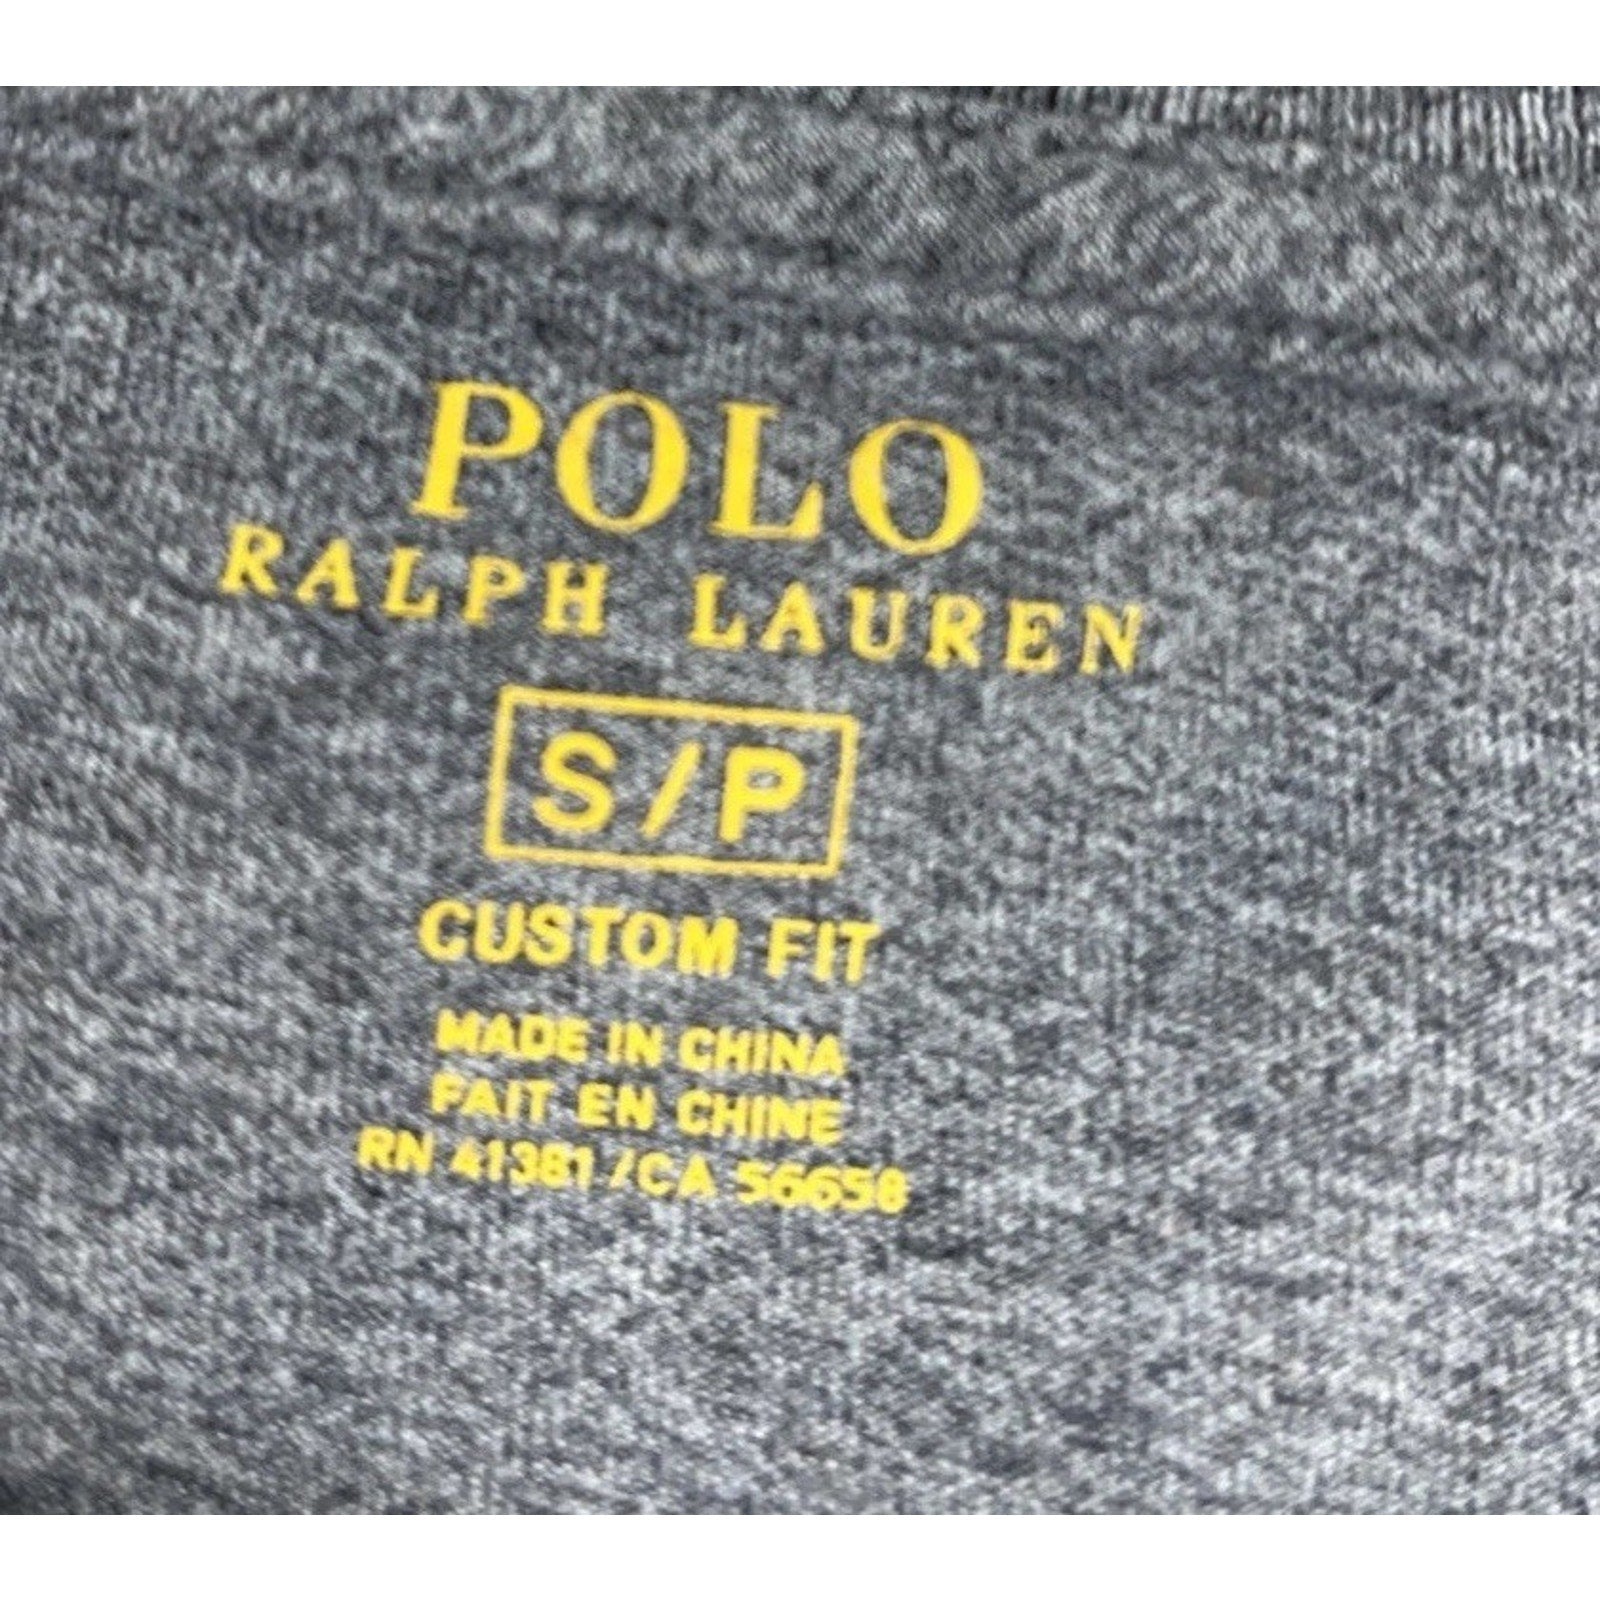 POLO
RALPH LAUREN
S/P
CUSTOM FIT
MADE IN CHINA
FAIT EN CHINE
RN 41381 /CA 56658